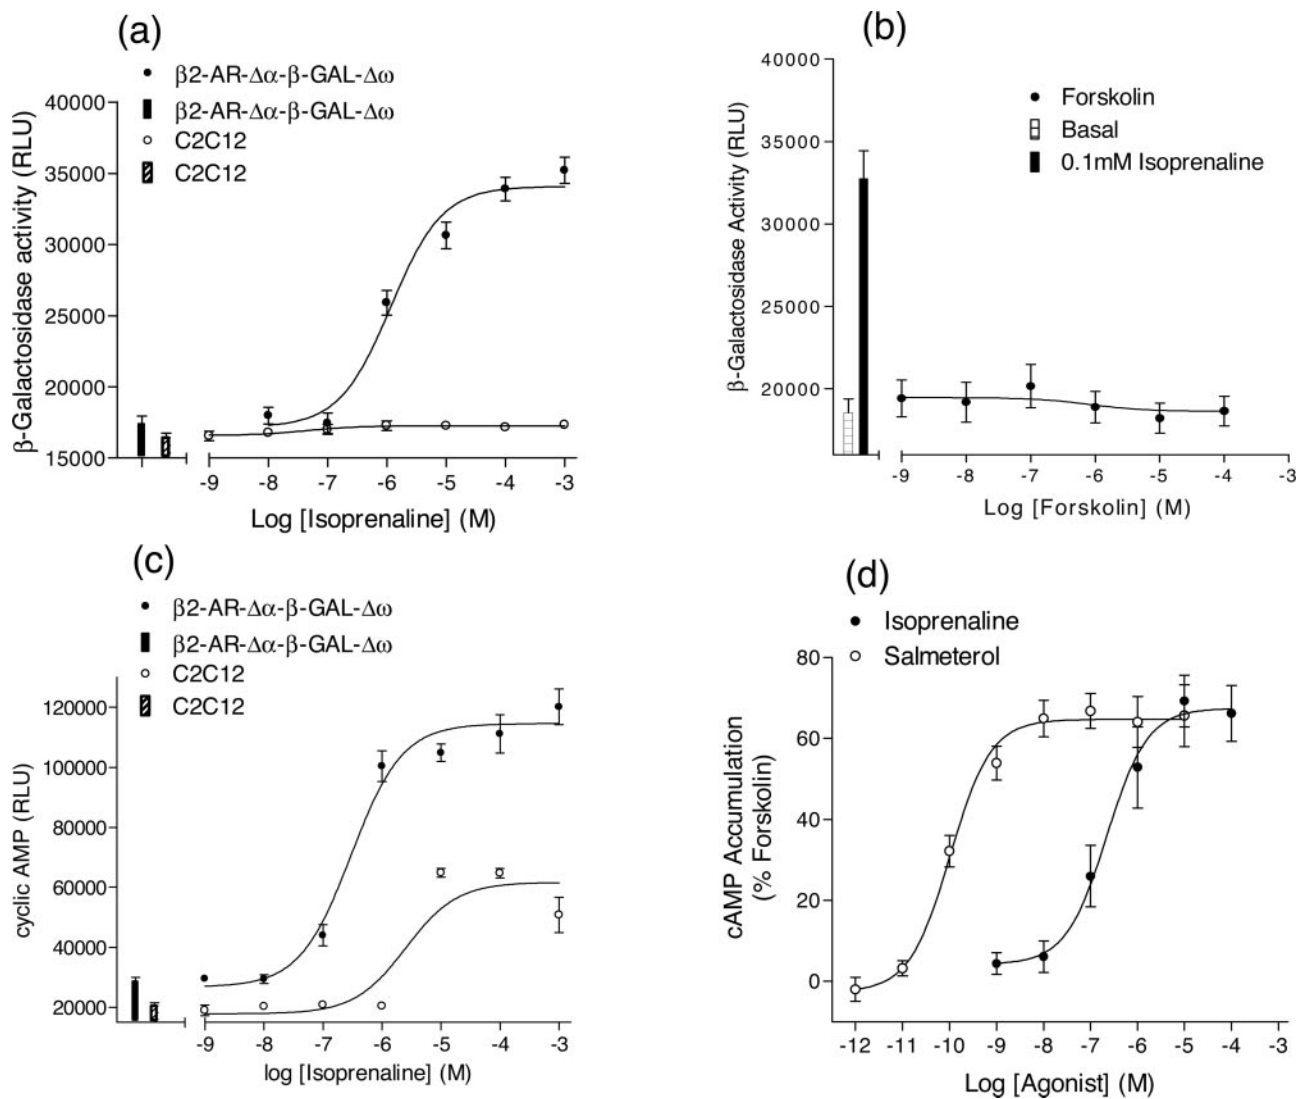 (a)
β2-AR-Δα-β-GAL-Δω
β2-AR-Δα-β-GAL-Δω
C2C12
C2C12
β-Galactosidase activity (RLU)
40000
35000
30000
25000
20000
15000
-9 -8 -7 -6 -5 -4 -3
Log [Isoprenaline] (M)
(b)
Forskolin
Basal
0.1mM Isoprenaline
β-Galactosidase Activity (RLU)
40000
35000
30000
25000
20000
-9 -8 -7 -6 -5 -4 -3
Log [Forskolin] (M)
(c)
β2-AR-Δα-β-GAL-Δω
β2-AR-Δα-β-GAL-Δω
C2C12
C2C12
cyclic AMP (RLU)
120000
100000
80000
60000
40000
20000
-9 -8 -7 -6 -5 -4 -3
log [Isoprenaline] (M)
(d)
Isoprenaline
Salmeterol
cAMP Accumulation
(% Forskolin)
80
60
40
20
0
-12 -11 -10 -9 -8 -7 -6 -5 -4 -3
Log [Agonist] (M)